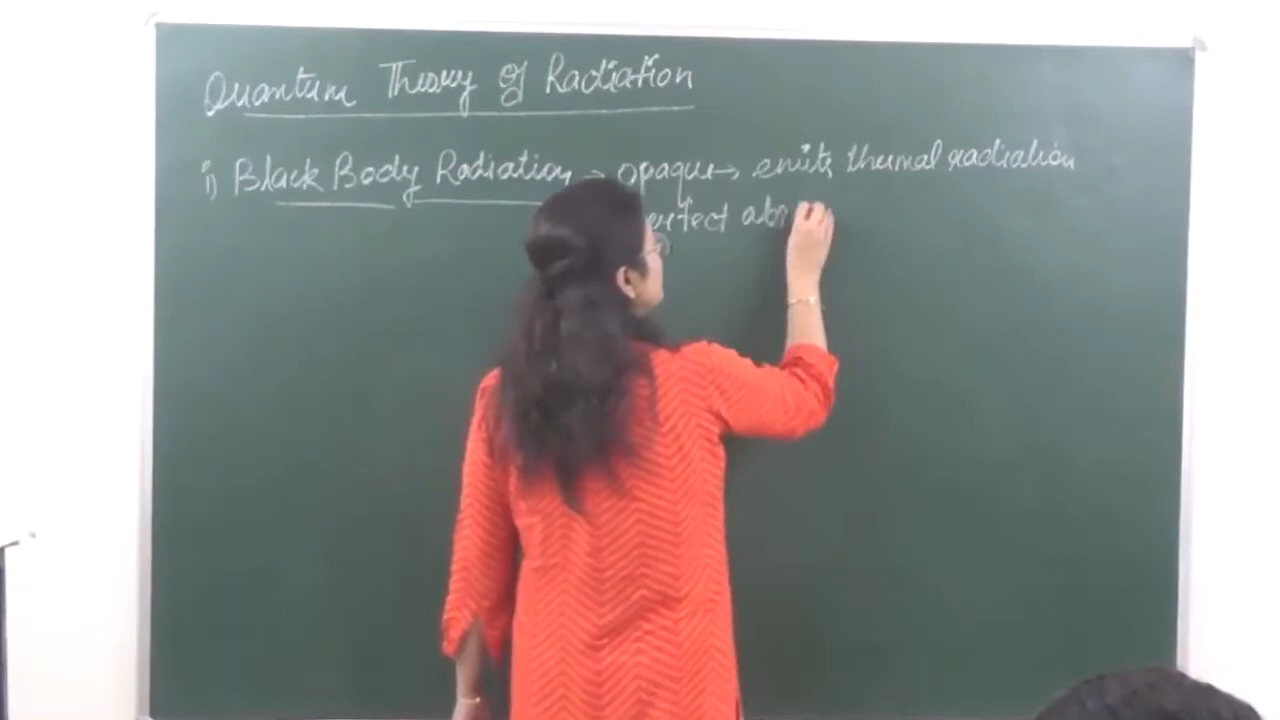 Quantum Theory Of Radiation
i) Black Body Radiation → opaque → emits thermal radiation